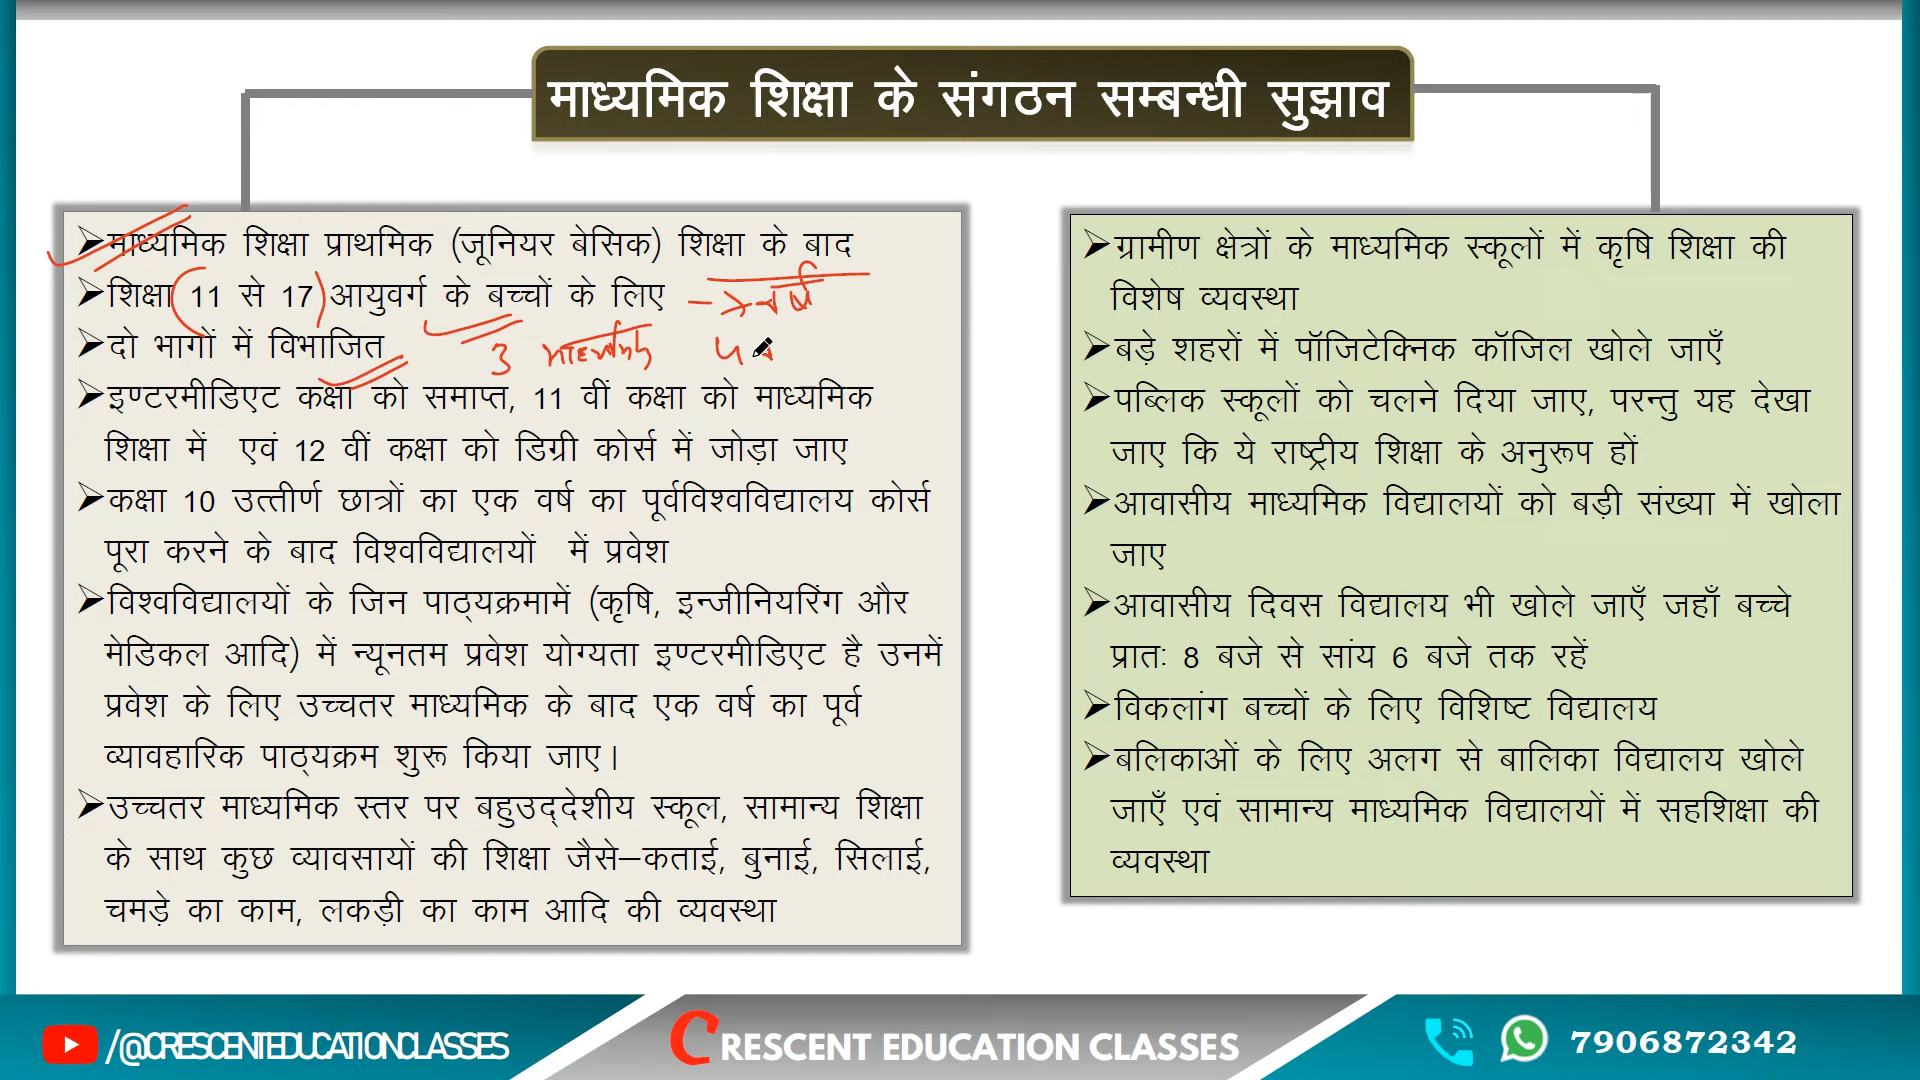 माध्यमिक शिक्षा के संगठन सम्बन्धी सुझाव
➢माध्यमिक शिक्षा प्राथमिक (जूनियर बेसिक) शिक्षा के बाद
➢शिक्षा (11 से 17) आयुवर्ग के बच्चों के लिए → वर्ष
➢दो भागों में विभाजित
3
➢इण्टरमीडिएट कक्षा को समाप्त, 11 वीं कक्षा को माध्यमिक
शिक्षा में एवं 12 वीं कक्षा को डिग्री कोर्स में जोड़ा जाए
➢कक्षा 10 उत्तीर्ण छात्रों का एक वर्ष का पूर्वविश्वविद्यालय कोर्स
पूरा करने के बाद विश्वविद्यालयों में प्रवेश
➢विश्वविद्यालयों के जिन पाठ्यक्रमामें (कृषि, इन्जीनियरिंग और
मेडिकल आदि) में न्यूनतम प्रवेश योग्यता इण्टरमीडिएट है उनमें
प्रवेश के लिए उच्चतर माध्यमिक के बाद एक वर्ष का पूर्व
व्यावहारिक पाठ्यक्रम शुरू किया जाए।
➢उच्चतर माध्यमिक स्तर पर बहुउद्देशीय स्कूल, सामान्य शिक्षा
के साथ कुछ व्यावसायों की शिक्षा जैसे–कताई, बुनाई, सिलाई,
चमड़े का काम, लकड़ी का काम आदि की व्यवस्था
➢ग्रामीण क्षेत्रों के माध्यमिक स्कूलों में कृषि शिक्षा की
विशेष व्यवस्था
➢बड़े शहरों में पॉजिटेक्निक कॉजिल खोले जाएँ
➢पब्लिक स्कूलों को चलने दिया जाए, परन्तु यह देखा
जाए कि ये राष्ट्रीय शिक्षा के अनुरूप हों
➢आवासीय माध्यमिक विद्यालयों को बड़ी संख्या में खोला
जाए
➢आवासीय दिवस विद्यालय भी खोले जाएँ जहाँ बच्चे
प्रातः 8 बजे से सांय 6 बजे तक रहें
➢विकलांग बच्चों के लिए विशिष्ट विद्यालय
➢बलिकाओं के लिए अलग से बालिका विद्यालय खोले
जाएँ एवं सामान्य माध्यमिक विद्यालयों में सहशिक्षा की
व्यवस्था
/@CRESCENTEDUCATIONCLASSES
CRESCENT EDUCATION CLASSES
7906872342